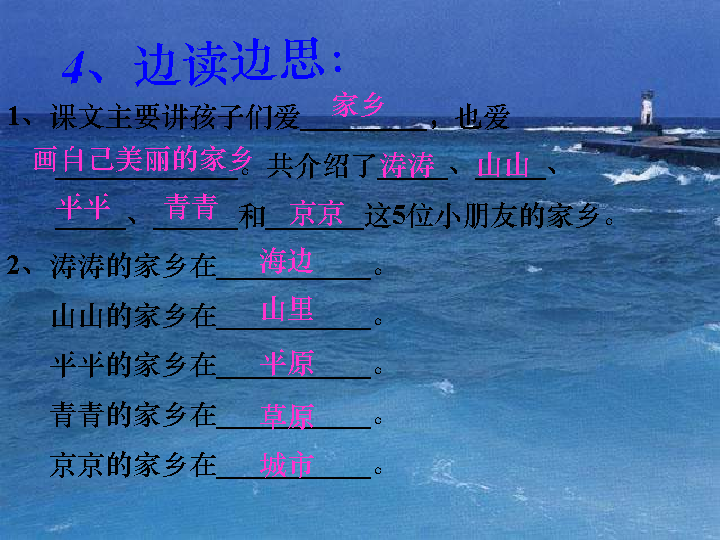 4、边读边思：
1、课文主要讲孩子们爱家乡，也爱
画自己美丽的家乡。共介绍了涛涛、山山、
平平、青青和京京这5位小朋友的家乡。
2、涛涛的家乡在海边。
山山的家乡在山里。
平平的家乡在平原。
青青的家乡在草原。
京京的家乡在城市。